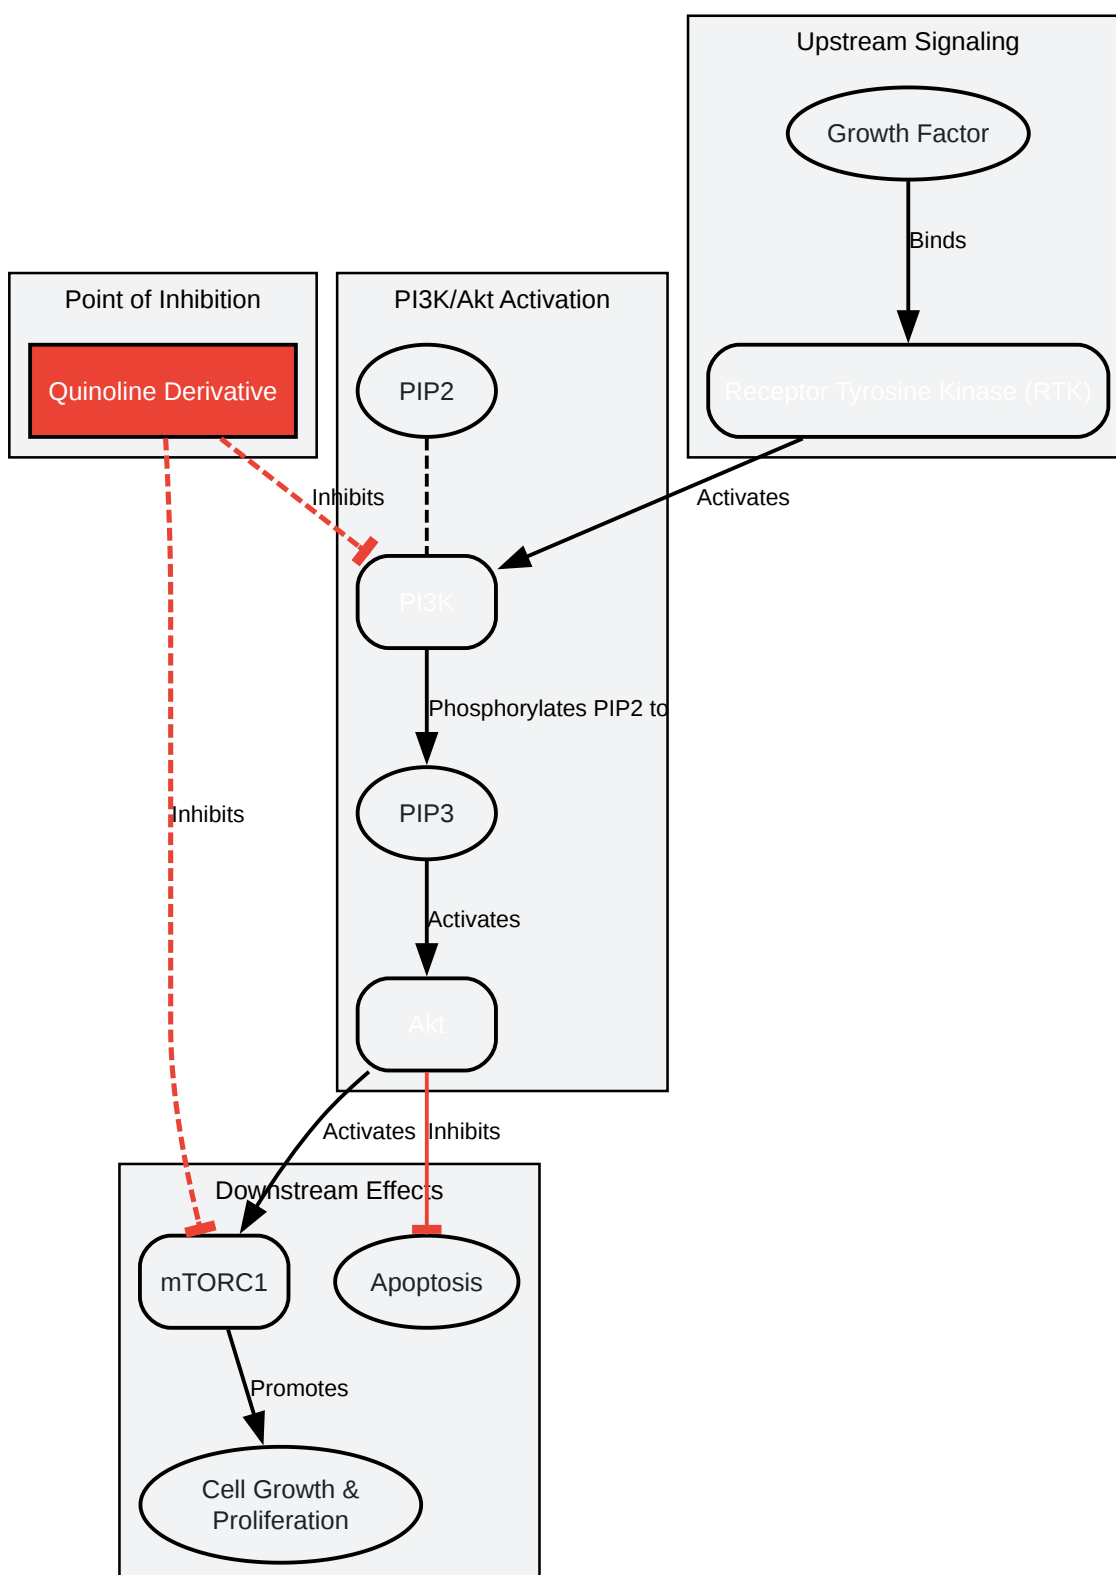 Upstream Signaling
Growth Factor
Binds
Point of Inhibition
PI3K/Akt Activation
Quinoline Derivative
PIP2
Receptor Tyrosine Kinase (RTK)
Inhibits
Activates
PI3K
Phosphorylates PIP2 to
Inhibits
PIP3
Activates
Akt
Activates
Inhibits
Downstream Effects
mTORC1
Apoptosis
Promotes
Cell Growth &
Proliferation